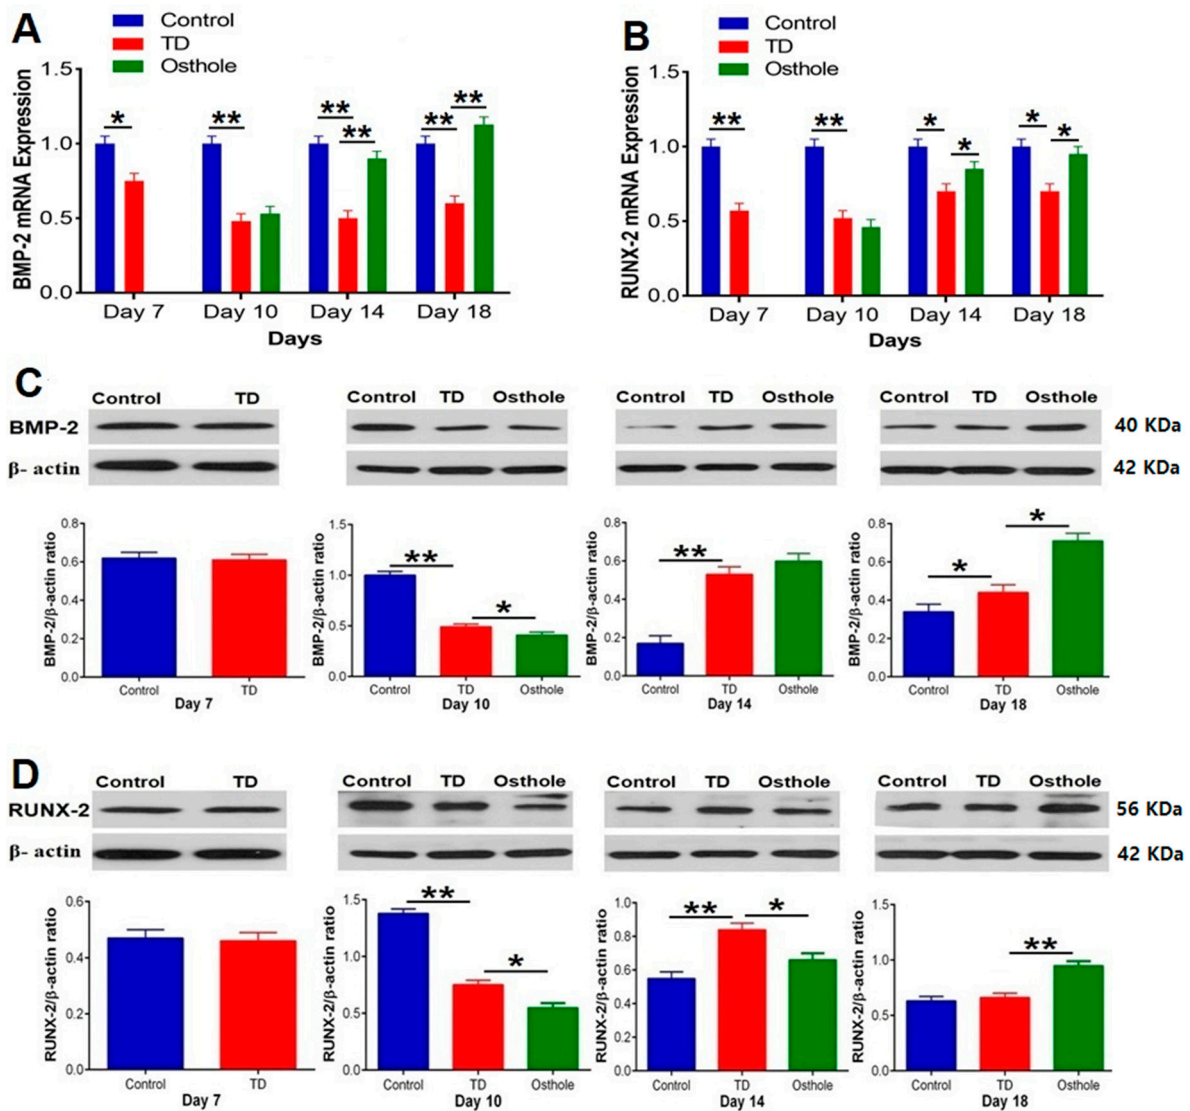 A
Control
TD
Osthole
BMP-2 mRNA Expression
1.5
1.0
0.5
0.0
* ** ** ** ** **
Day 7 Day 10 Day 14 Day 18
Days
B
Control
TD
Osthole
RUNX-2 mRNA Expression
1.5
1.0
0.5
0.0
** ** * * * *
Day 7 Day 10 Day 14 Day 18
Days
C
Control TD Control TD Osthole Control TD Osthole Control TD Osthole
BMP-2 40 KDa
β- actin 42 KDa
BMP-2/β-actin ratio
0.8
0.6
0.4
0.2
0.0
Control TD
Day 7
BMP-2/β-actin ratio
1.5
1.0
0.5
0.0
** *
Control TD Osthole
Day 10
BMP-2/β-actin ratio
0.8
0.6
0.4
0.2
0.0
**
Control TD Osthole
Day 14
BMP-2/β-actin ratio
0.8
0.6
0.4
0.2
0.0
* *
Control TD Osthole
Day 18
D
Control TD Control TD Osthole Control TD Osthole Control TD Osthole
RUNX-2 56 KDa
β- actin 42 KDa
RUNX-2/β-actin ratio
0.6
0.4
0.2
0.0
Control TD
Day 7
RUNX-2/β-actin ratio
1.5
1.0
0.5
0.0
** *
Control TD Osthole
Day 10
RUNX-2/β-actin ratio
1.0
0.8
0.6
0.4
0.2
0.0
** *
Control TD Osthole
Day 14
RUNX-2/β-actin ratio
1.5
1.0
0.5
0.0
**
Control TD Osthole
Day 18